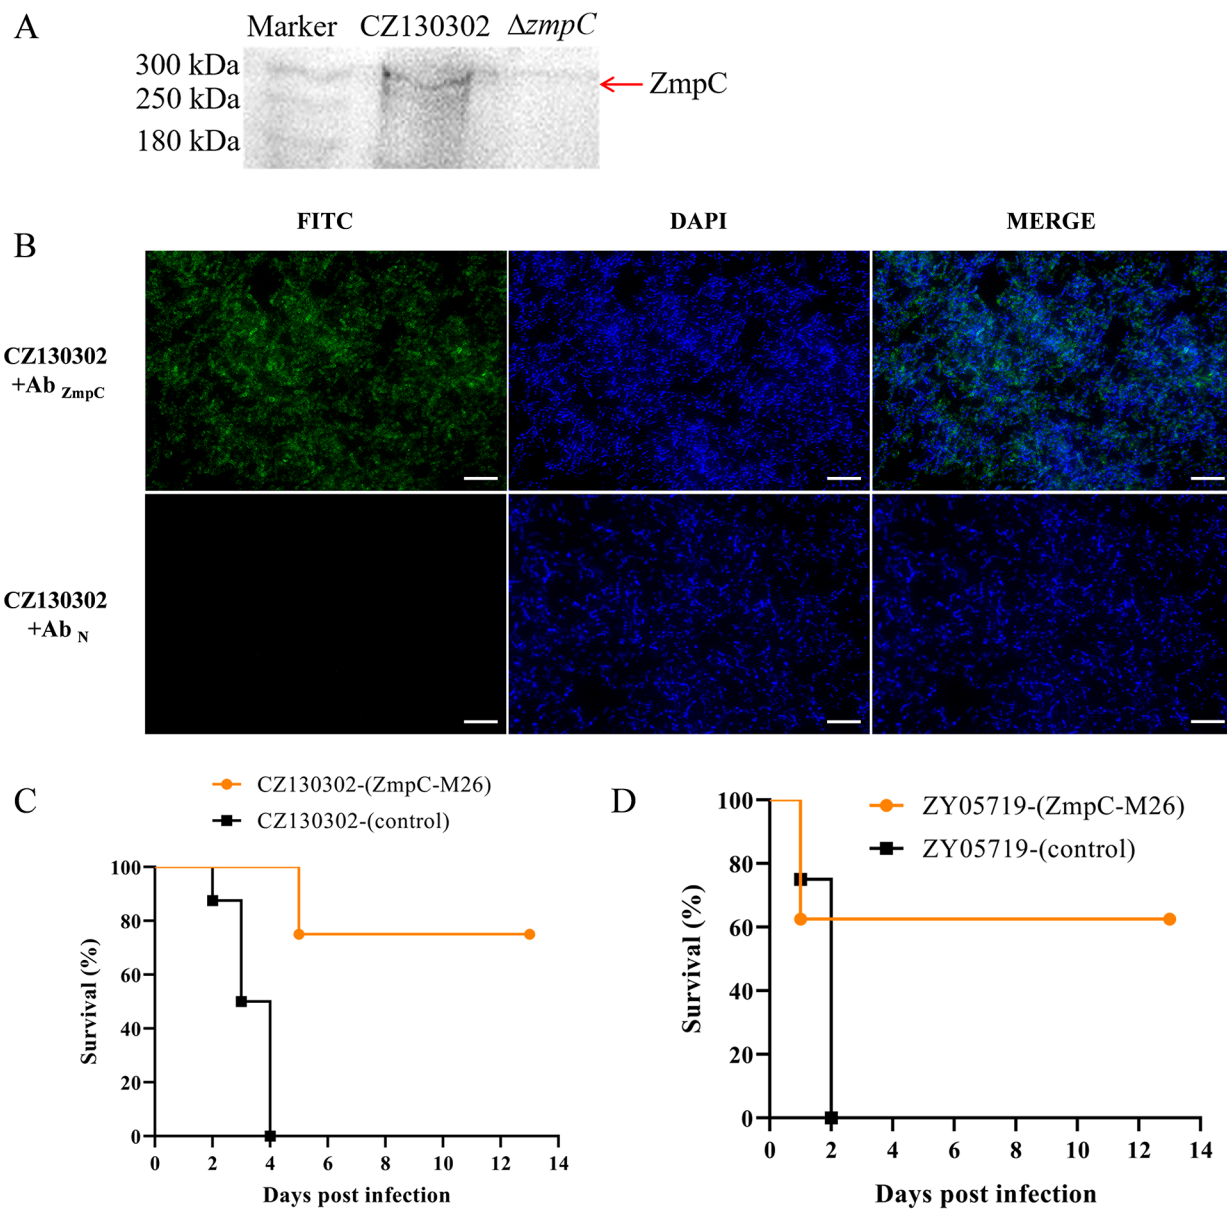 A
Marker CZ130302 ΔzmpC
300 kDa
250 kDa
180 kDa
ZmpC
B
FITC DAPI MERGE
CZ130302
+Ab ZmpC
CZ130302
+Ab N
C
CZ130302-(ZmpC-M26)
CZ130302-(control)
Survival (%)
100
80
60
40
20
0
0 2 4 6 8 10 12 14
Days post infection
D
ZY05719-(ZmpC-M26)
ZY05719-(control)
Survival (%)
100
80
60
40
20
0
0 2 4 6 8 10 12 14
Days post infection